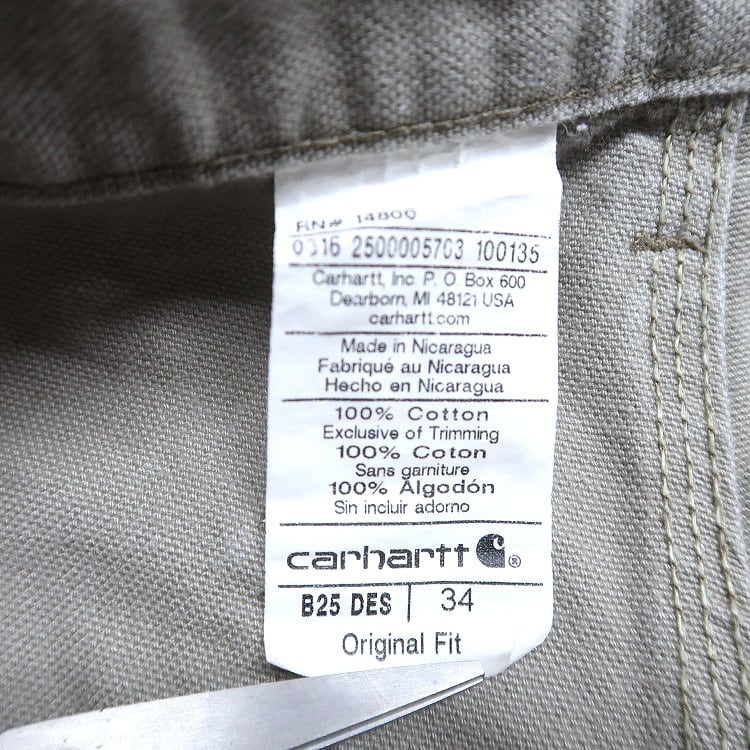 RN# 14806
0316 2500005703 100135
Carhartt, Inc P. O Box 600
Dearborn, MI 48121 USA
carhartt.com
Made in Nicaragua
Fabriqué au Nicaragua
Hecho en Nicaragua
100% Cotton
Exclusive of Trimming
100% Coton
Sans garniture
100% Algodón
Sin incluir adorno
carhartt ®
B25 DES | 34
Original Fit